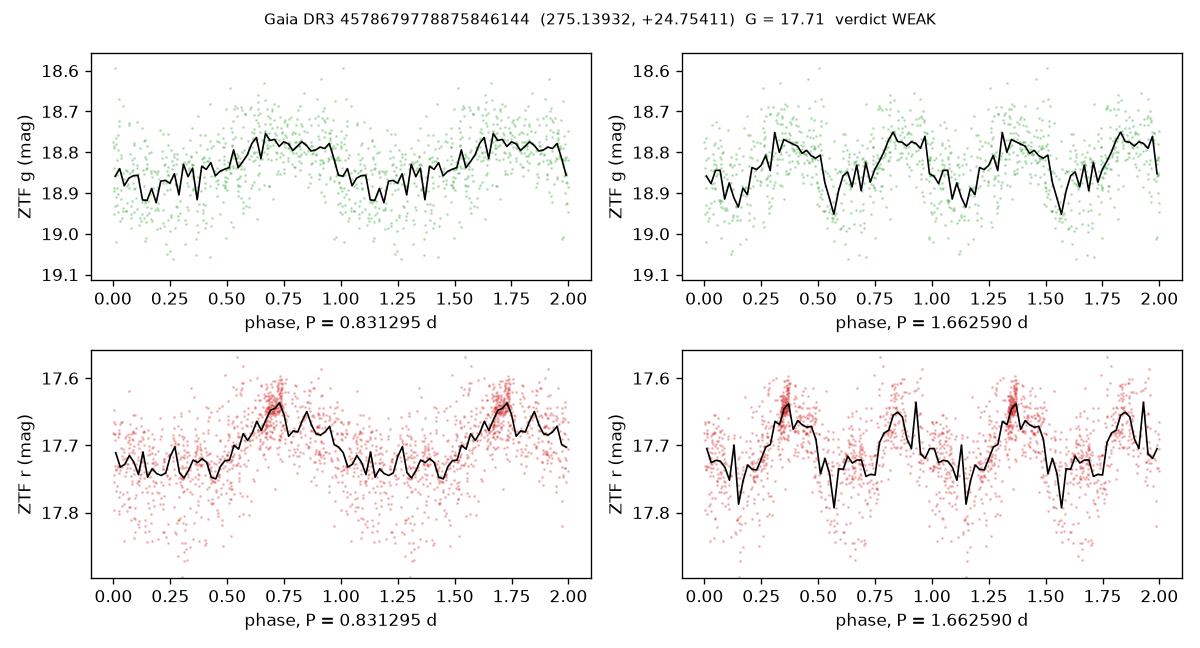 Gaia DR3 4578679778875846144 (275.13932, +24.75411) G = 17.71 verdict WEAK
ZTF g (mag)
18.6
18.7
18.8
18.9
19.0
19.1
0.00 0.25 0.50 0.75 1.00 1.25 1.50 1.75 2.00
phase, P = 0.831295 d
ZTF g (mag)
18.6
18.7
18.8
18.9
19.0
19.1
0.00 0.25 0.50 0.75 1.00 1.25 1.50 1.75 2.00
phase, P = 1.662590 d
ZTF r (mag)
17.6
17.7
17.8
0.00 0.25 0.50 0.75 1.00 1.25 1.50 1.75 2.00
phase, P = 0.831295 d
ZTF r (mag)
17.6
17.7
17.8
0.00 0.25 0.50 0.75 1.00 1.25 1.50 1.75 2.00
phase, P = 1.662590 d